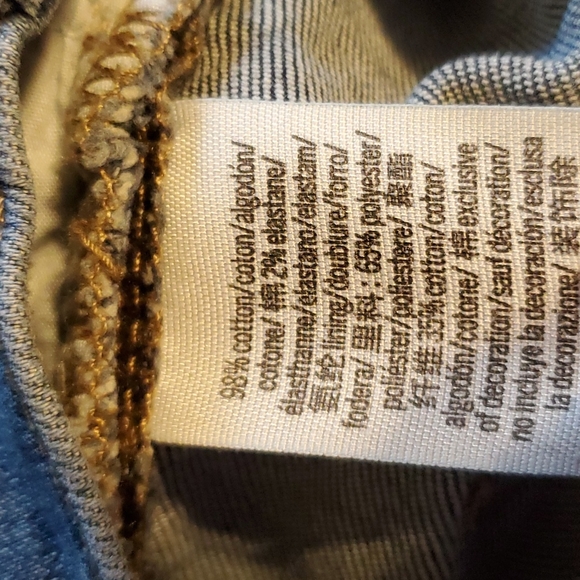 98% cotton/coton/algodón/
cotone/ 棉 2% elastane/
élasthanne/elastano/elastam/
氨纶 lining/doublure/forro/
fodera/ 里料 : 65% polyester/
poliéster/poliestere/ 聚酯
纤维 35% cotton/coton/
algodón/cotone/ 棉 exclusive
of decoration/sauf décoration/
no incluye la decoración/esclusa
la decorazione/ 装饰除